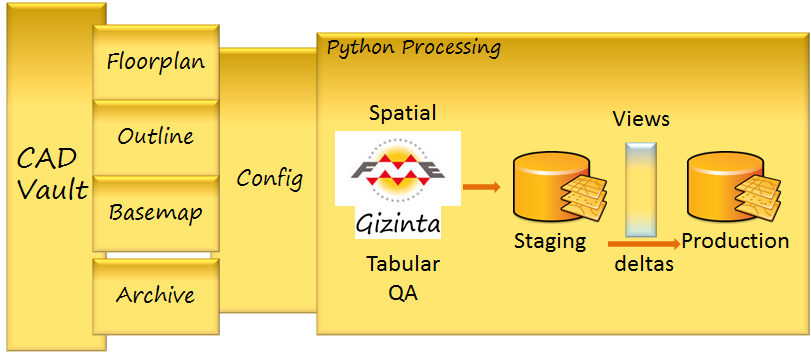 CAD
Vault
Floorplan
Outline
Basemap
Archive
Config
Python Processing
Spatial
FME
Gizinta
Tabular
QA
Staging
Views
deltas
Production